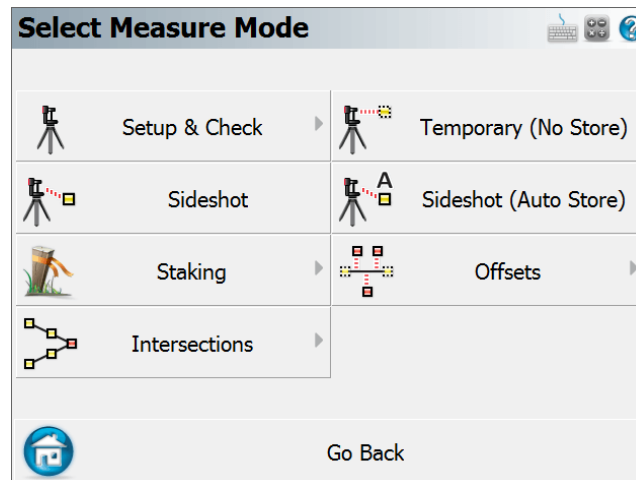 Select Measure Mode
Setup & Check
Temporary (No Store)
Sideshot
A
Sideshot (Auto Store)
Staking
Offsets
Intersections
Go Back